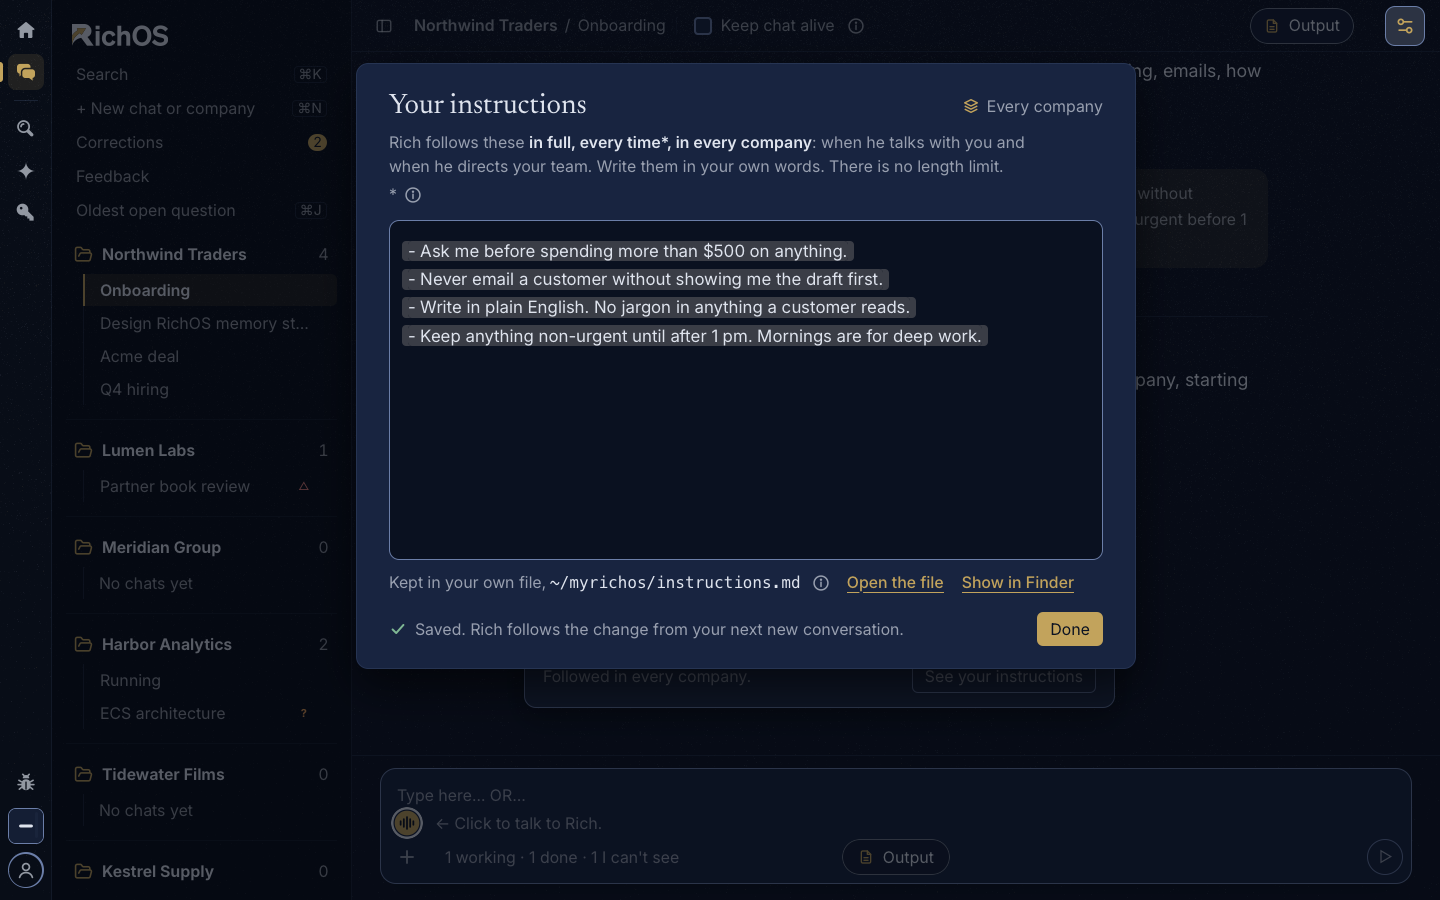 RichOS
Search ⌘K
+ New chat or company ⌘N
Corrections 2
Feedback
Oldest open question ⌘J
Northwind Traders 4
Onboarding
Design RichOS memory st...
Acme deal
Q4 hiring
Lumen Labs 1
Partner book review
Meridian Group 0
No chats yet
Harbor Analytics 2
Running
ECS architecture ?
Tidewater Films 0
No chats yet
Kestrel Supply 0
Northwind Traders / Onboarding
Keep chat alive
Output
ng, emails, how
without
urgent before 1
pany, starting
Your instructions
Every company
Rich follows these in full, every time*, in every company: when he talks with you and
when he directs your team. Write them in your own words. There is no length limit.
*
- Ask me before spending more than $500 on anything.
- Never email a customer without showing me the draft first.
- Write in plain English. No jargon in anything a customer reads.
- Keep anything non-urgent until after 1 pm. Mornings are for deep work.
Kept in your own file, ~/myrichos/instructions.md
Open the file
Show in Finder
Saved. Rich follows the change from your next new conversation.
Done
Followed in every company.
See your instructions
Type here... OR...
← Click to talk to Rich.
1 working · 1 done · 1 I can't see
Output